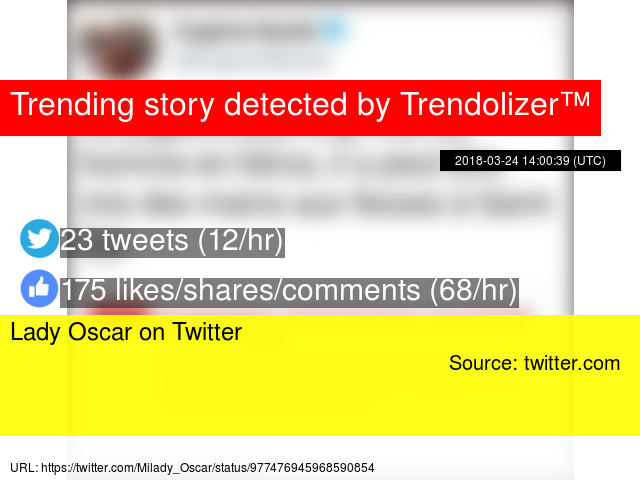 Trending story detected by Trendolizer™
2018-03-24 14:00:39 (UTC)
23 tweets (12/hr)
175 likes/shares/comments (68/hr)
Lady Oscar on Twitter
Source: twitter.com
URL: https://twitter.com/Milady_Oscar/status/977476945968590854